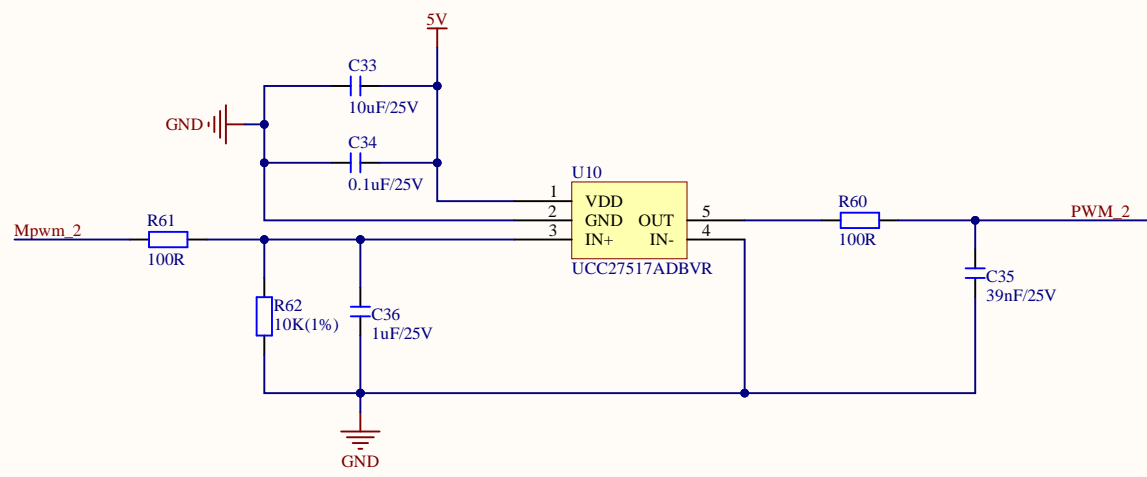 5V
C33
10uF/25V
GND
C34
0.1uF/25V
U10
1
VDD
2
GND
OUT
5
3
IN+
IN-
4
UCC27517ADBVR
Mpwm_2
R61
100R
R60
100R
PWM_2
R62
10K(1%)
C36
1uF/25V
C35
39nF/25V
GND